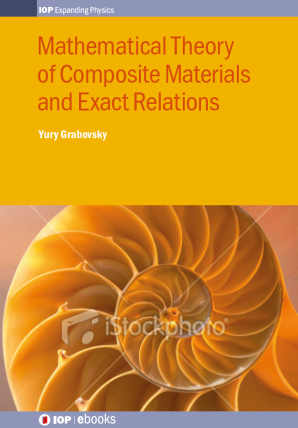 IOP Expanding Physics
Mathematical Theory
of Composite Materials
and Exact Relations
Yury Grabovsky
iStockphoto
IOP | ebooks